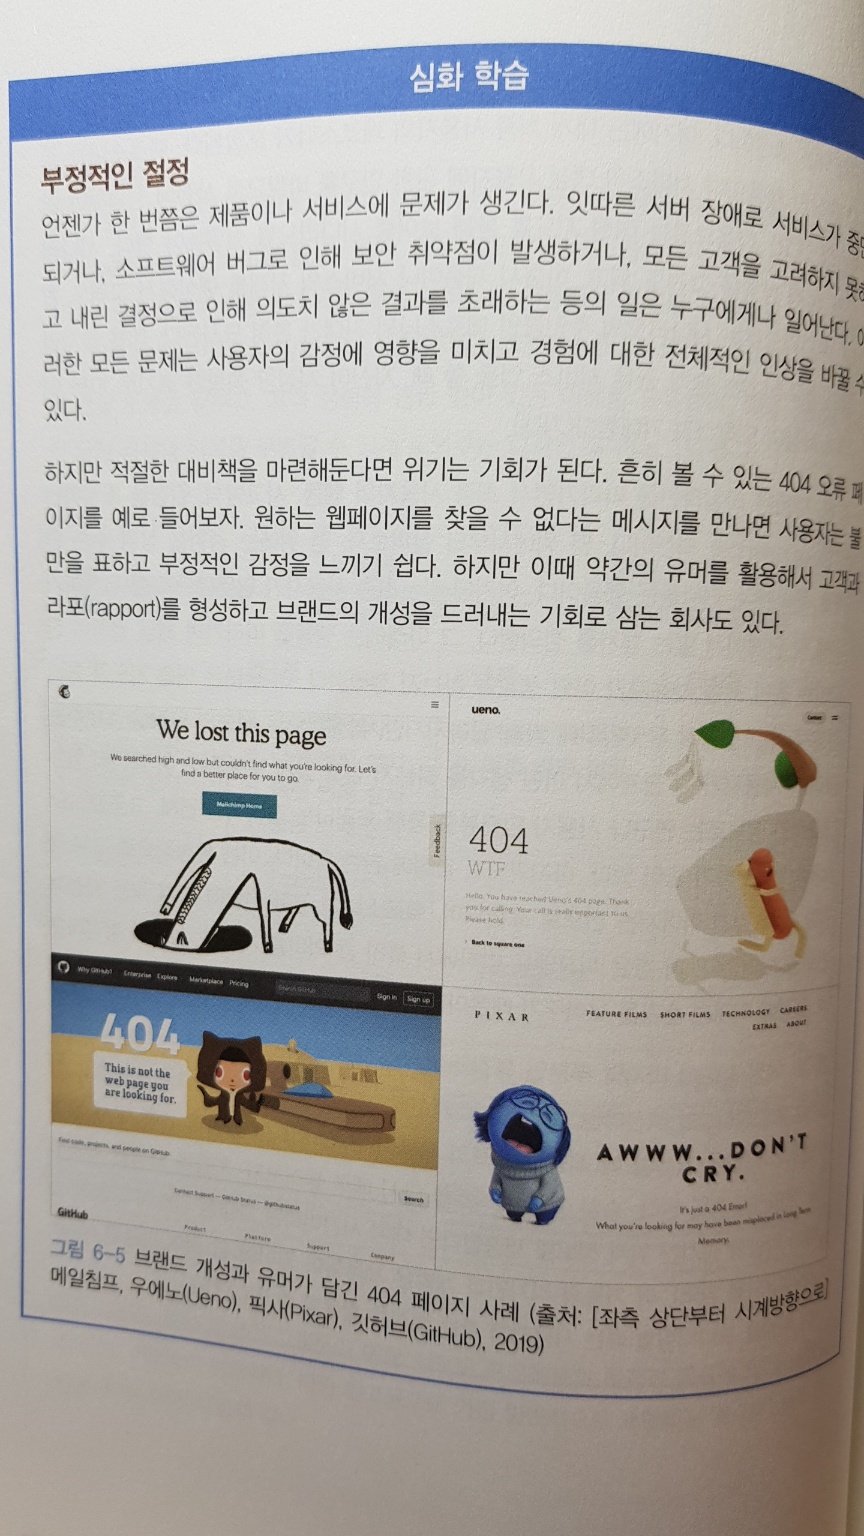 심화 학습
부정적인 절정
언젠가 한 번쯤은 제품이나 서비스에 문제가 생긴다. 잇따른 서버 장애로 서비스가 중단
되거나, 소프트웨어 버그로 인해 보안 취약점이 발생하거나, 모든 고객을 고려하지 못하
고 내린 결정으로 인해 의도치 않은 결과를 초래하는 등의 일은 누구에게나 일어난다. 이
러한 모든 문제는 사용자의 감정에 영향을 미치고 경험에 대한 전체적인 인상을 바꿀 수
있다.
하지만 적절한 대비책을 마련해둔다면 위기는 기회가 된다. 흔히 볼 수 있는 404 오류 페
이지를 예로 들어보자. 원하는 웹페이지를 찾을 수 없다는 메시지를 만나면 사용자는 불
만을 표하고 부정적인 감정을 느끼기 쉽다. 하지만 이때 약간의 유머를 활용해서 고객과
라포(rapport)를 형성하고 브랜드의 개성을 드러내는 기회로 삼는 회사도 있다.
We lost this page
We searched high and low but couldn't find what you're looking for. Let's
find a better place for you to go.
Mailchimp Home
Feedback
ueno.
Contact
404
WTF
Hello. You have reached Ueno's 404 page. Thank
you for calling. Your call is really important to us.
Please hold.
Back to square one
Why GitHub? Enterprise Explore Marketplace Pricing Search GitHub Sign in Sign up
404
This is not the
web page you
are looking for.
Find code, projects, and people on GitHub:
Search
Contact Support — GitHub Status — @githubstatus
GitHub
Product Platform Support Company
PIXAR
FEATURE FILMS SHORT FILMS TECHNOLOGY CAREERS
EXTRAS ABOUT
AWWW...DON'T
CRY.
It's just a 404 Error!
What you're looking for may have been misplaced in Long Term
Memory.
그림 6-5 브랜드 개성과 유머가 담긴 404 페이지 사례 (출처: [좌측 상단부터 시계방향으로]
메일침프, 우에노(Ueno), 픽사(Pixar), 깃허브(GitHub), 2019)